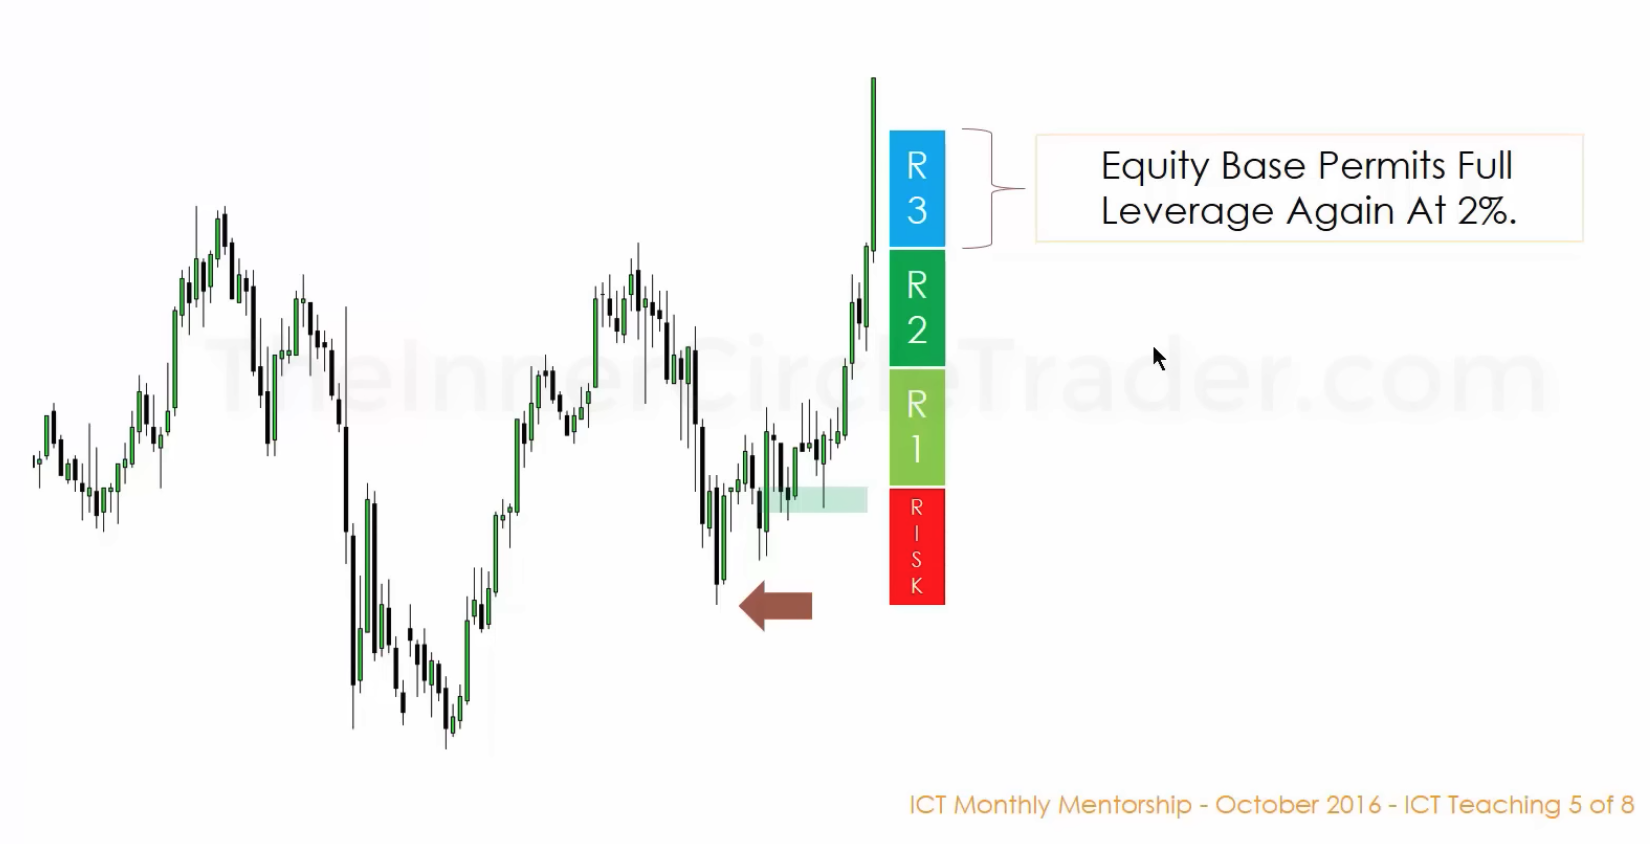 R
3
Equity Base Permits Full
Leverage Again At 2%.
R
2
TheInnerCircleTrader.com
R
1
R
I
S
K
ICT Monthly Mentorship - October 2016 - ICT Teaching 5 of 8